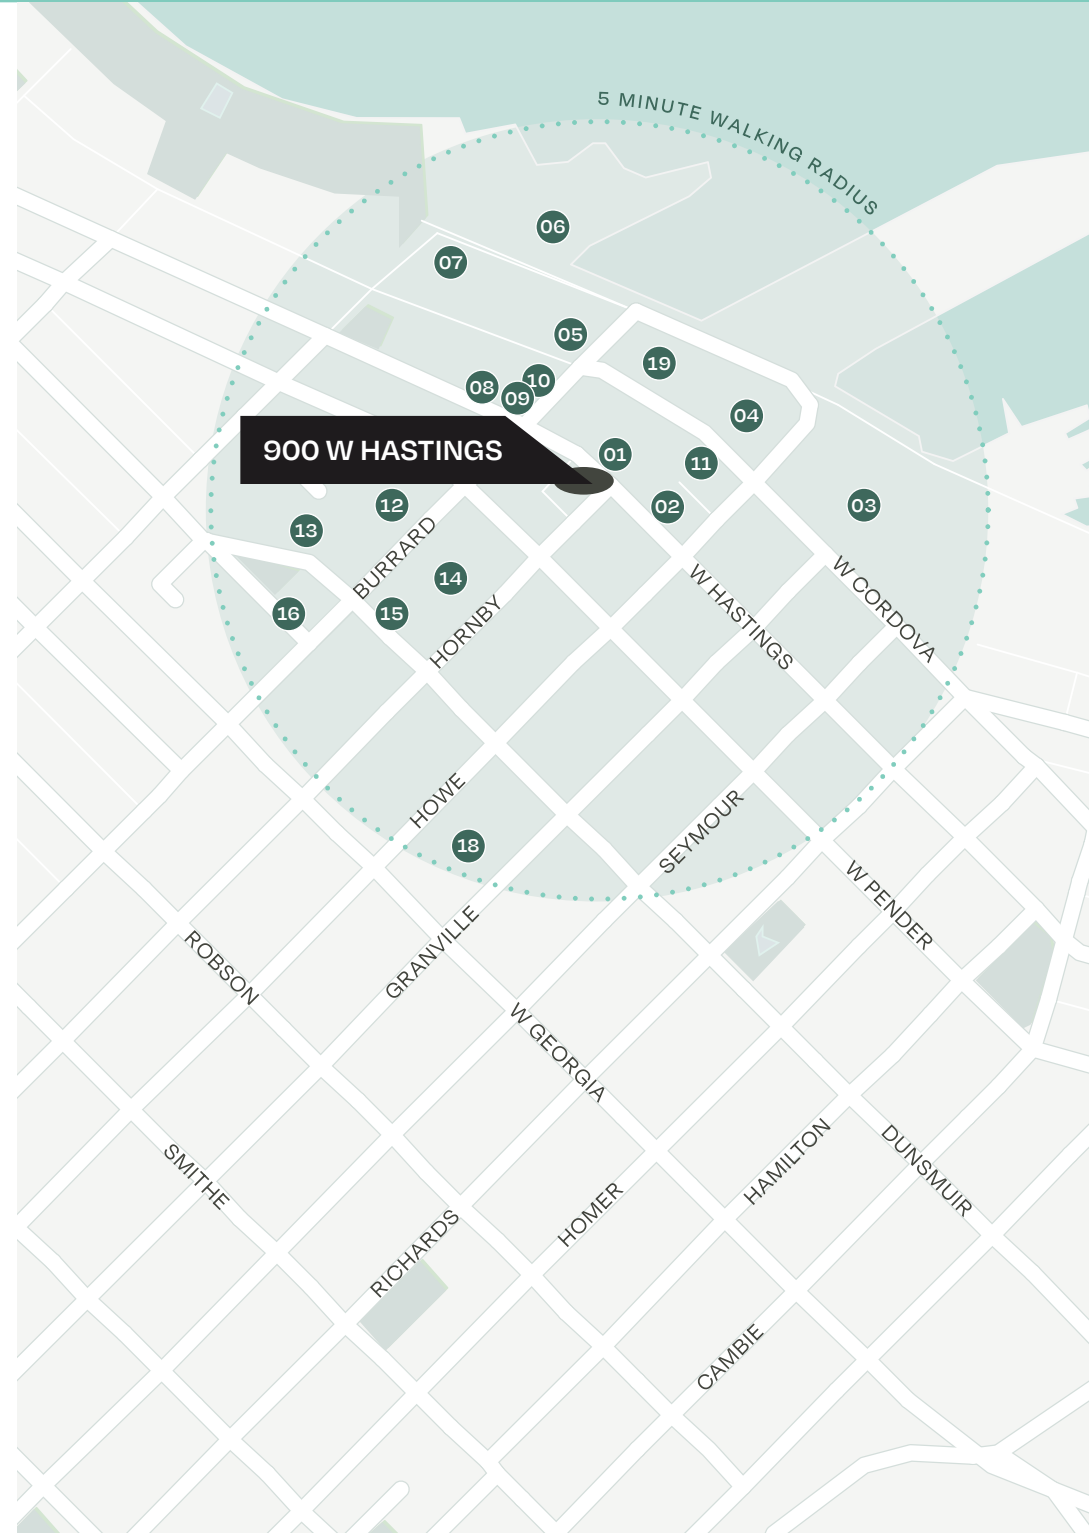 5 MINUTE WALKING RADIUS
06
07
05
19
10
08
09
04
900 W HASTINGS
01
11
12
02
03
13
BURRARD
14
W HASTINGS
W CORDOVA
16
15
HORNBY
HOWE
18
SEYMOUR
W PENDER
ROBSON
GRANVILLE
W GEORGIA
SMITHE
HAMILTON
DUNSMUIR
RICHARDS
HOMER
CAMBIE